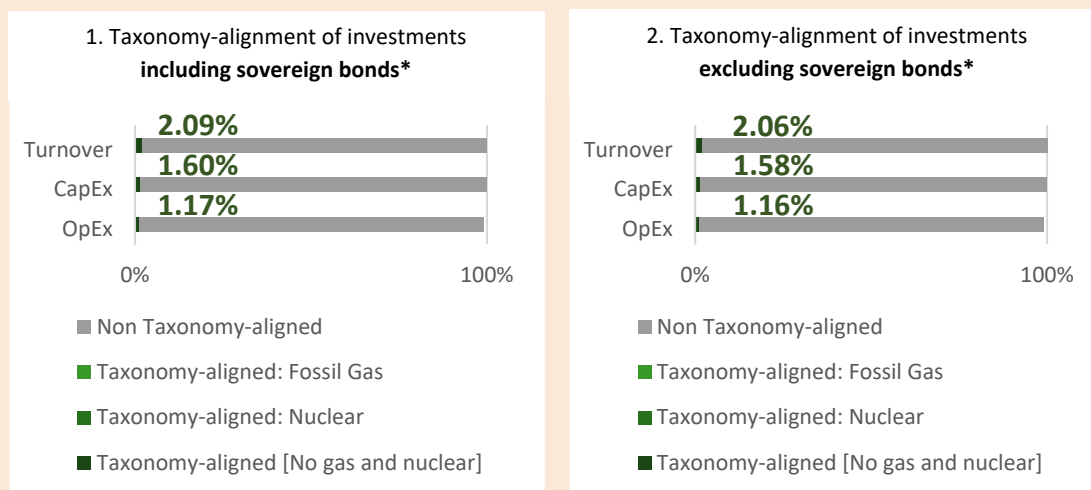 1. Taxonomy-alignment of investments
including sovereign bonds*
2.09%
Turnover
1.60%
CapEx
1.17%
OpEx
0%
100%
Non Taxonomy-aligned
Taxonomy-aligned: Fossil Gas
Taxonomy-aligned: Nuclear
Taxonomy-aligned [No gas and nuclear]
2. Taxonomy-alignment of investments
excluding sovereign bonds*
2.06%
Turnover
1.58%
CapEx
1.16%
OpEx
0%
100%
Non Taxonomy-aligned
Taxonomy-aligned: Fossil Gas
Taxonomy-aligned: Nuclear
Taxonomy-aligned [No gas and nuclear]